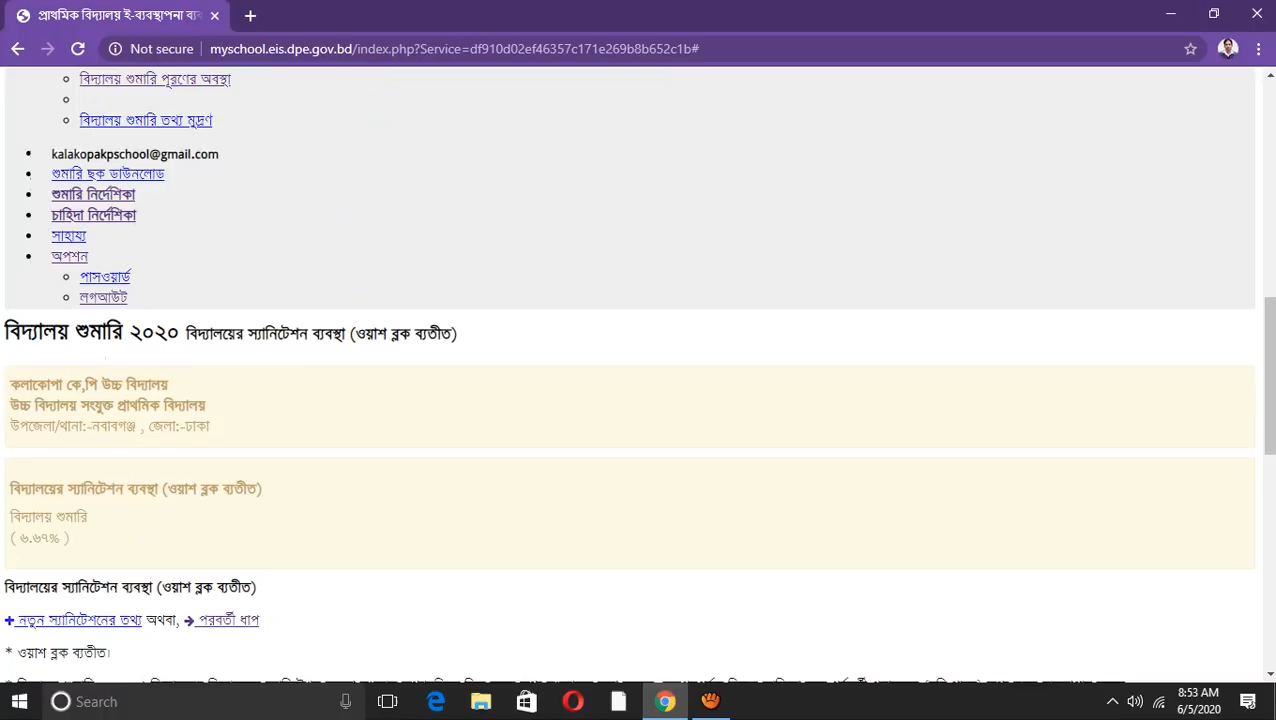 প্রাথমিক বিদ্যালয় ই-ব্যবস্থাপনা
Not secure | myschool.eis.dpe.gov.bd/index.php?Service=df910d02ef46357c171e269b8b652c1b#
বিদ্যালয় শুমারি পূরণের অবস্থা
বিদ্যালয় শুমারি তথ্য মুদ্রণ
kalakopakpschool@gmail.com
শুমারি ছক ডাউনলোড
শুমারি নির্দেশিকা
চাহিদা নির্দেশিকা
সাহায্য
অপশন
পাসওয়ার্ড
লগআউট
বিদ্যালয় শুমারি ২০২০ বিদ্যালয়ের স্যানিটেশন ব্যবস্থা (ওয়াশ ব্লক ব্যতীত)
কলাকোপা কে,পি উচ্চ বিদ্যালয়
উচ্চ বিদ্যালয় সংযুক্ত প্রাথমিক বিদ্যালয়
উপজেলা/থানা:-নবাবগঞ্জ , জেলা:-ঢাকা
বিদ্যালয়ের স্যানিটেশন ব্যবস্থা (ওয়াশ ব্লক ব্যতীত)
বিদ্যালয় শুমারি
( ৬.৬৭% )
বিদ্যালয়ের স্যানিটেশন ব্যবস্থা (ওয়াশ ব্লক ব্যতীত)
নতুন স্যানিটেশনের তথ্য অথবা, পরবর্তী ধাপ
* ওয়াশ ব্লক ব্যতীত।
Search
8:53 AM
6/5/2020